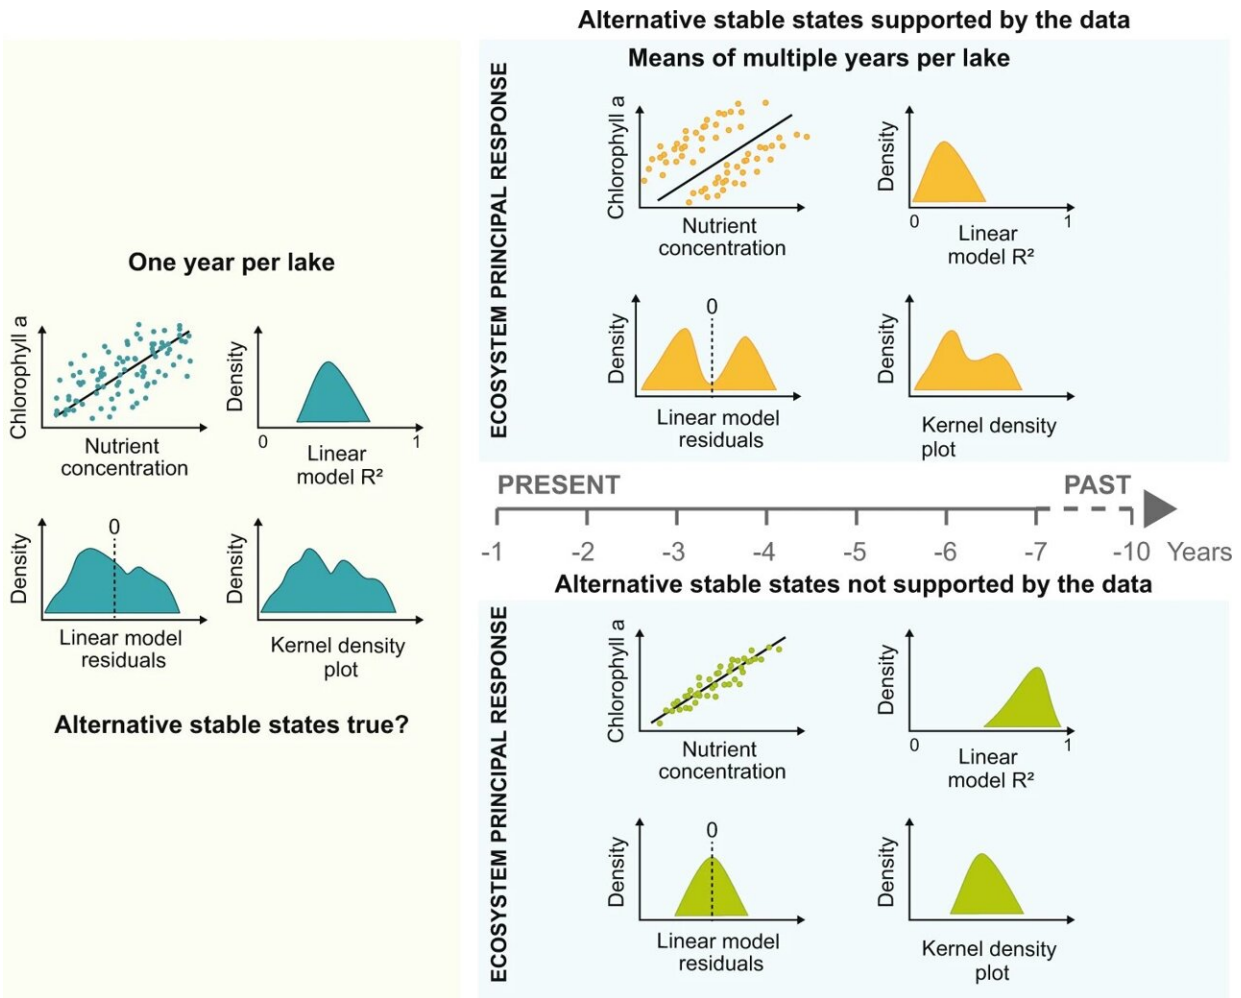 One year per lake
Chlorophyll a
Nutrient
concentration
Density
0
1
Linear
model R²
Density
0
Linear model
residuals
Density
Kernel density
plot
Alternative stable states true?
Alternative stable states supported by the data
ECOSYSTEM PRINCIPAL RESPONSE
Means of multiple years per lake
Chlorophyll a
Nutrient
concentration
Density
0
1
Linear
model R²
Density
0
Linear model
residuals
Density
Kernel density
plot
PRESENT
PAST
-1
-2
-3
-4
-5
-6
-7
-10
Years
Alternative stable states not supported by the data
ECOSYSTEM PRINCIPAL RESPONSE
Chlorophyll a
Nutrient
concentration
Density
0
1
Linear
model R²
Density
0
Linear model
residuals
Density
Kernel density
plot